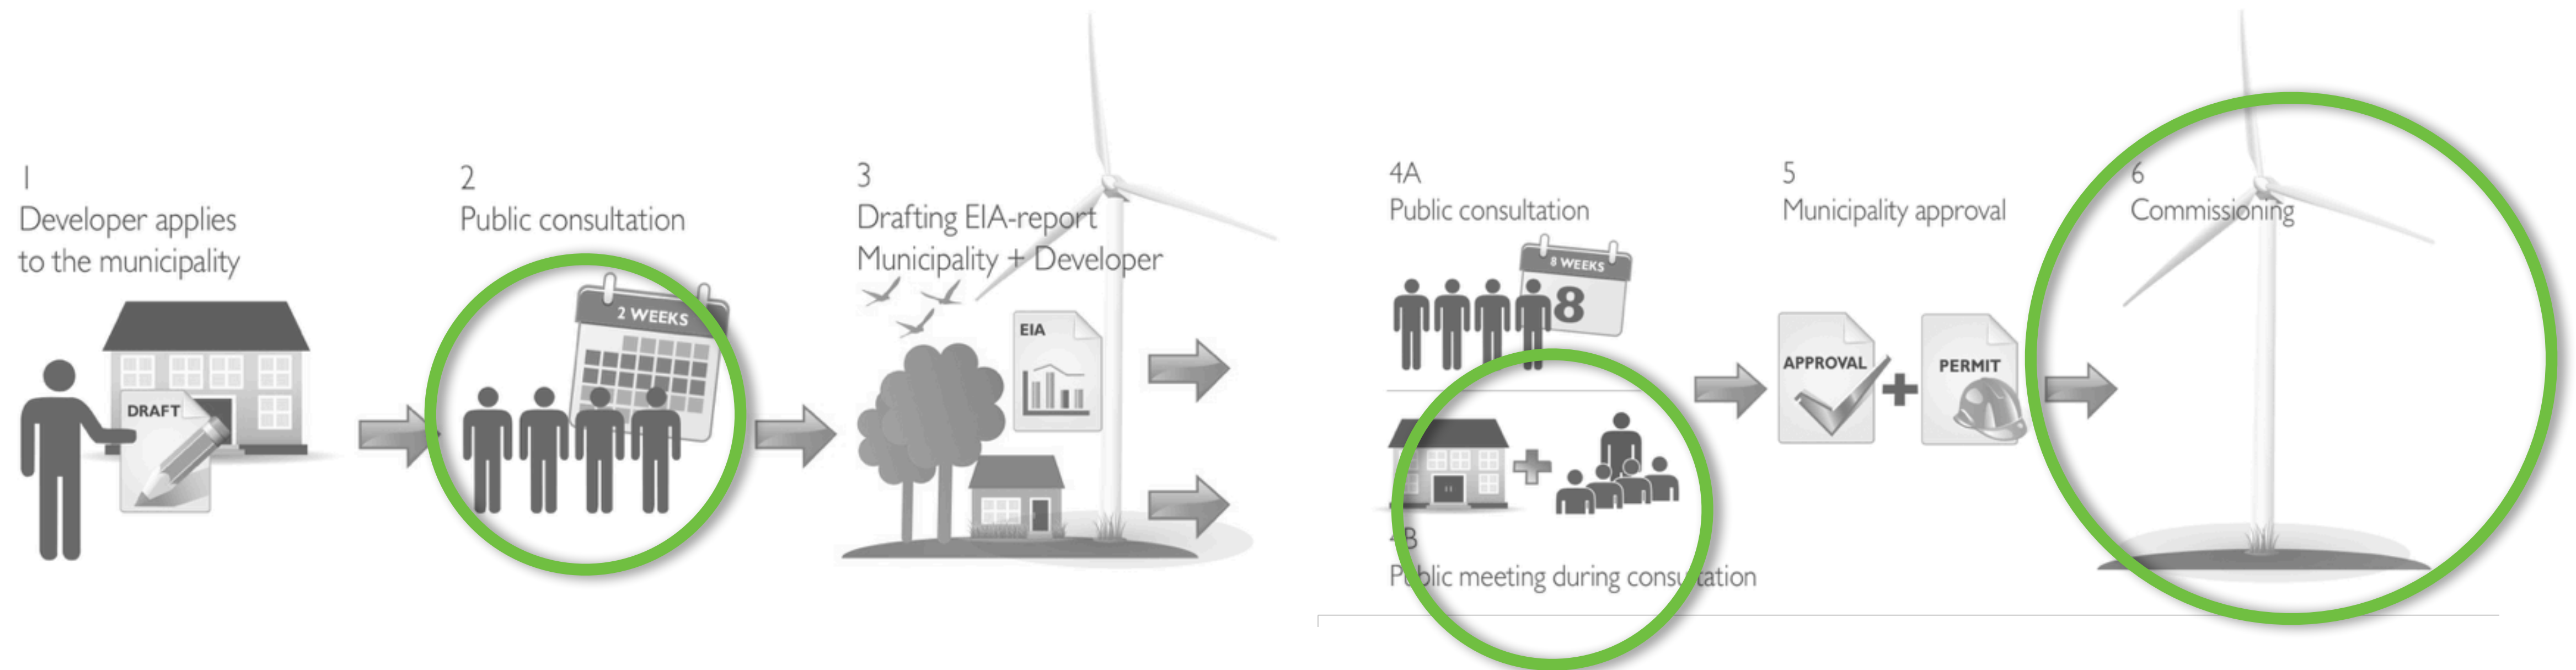 1
Developer applies
to the municipality
DRAFT
2
Public consultation
2 WEEKS
3
Drafting EIA-report
Municipality + Developer
EIA
4A
Public consultation
8 WEEKS
8
4B
Public meeting during consultation
5
Municipality approval
APPROVAL
PERMIT
6
Commissioning